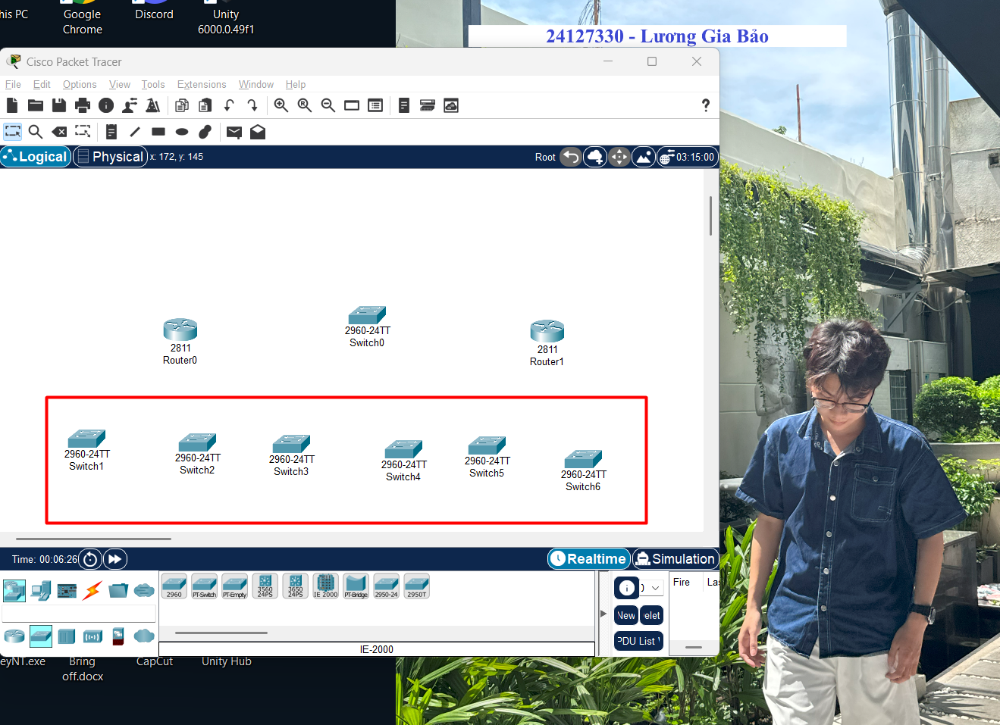 his PC
Google
Chrome
Discord
Unity
6000.0.49f1
24127330 - Lương Gia Bảo
Cisco Packet Tracer
File Edit Options View Tools Extensions Window Help
Logical Physical x: 172, y: 145 Root 03:15:00
2960-24TT
Switch0
2811
Router0
2811
Router1
2960-24TT
Switch1
2960-24TT
Switch2
2960-24TT
Switch3
2960-24TT
Switch4
2960-24TT
Switch5
2960-24TT
Switch6
Time: 00:06:26 Realtime Simulation
2960 PT-Switch PT-Empty 3560 24PS 3650 24PS IE 2000 PT-Bridge 2950-24 2950T
Fire Las
New elet
PDU List
IE-2000
eyNT.exe
Bring
off.docx
CapCut
Unity Hub